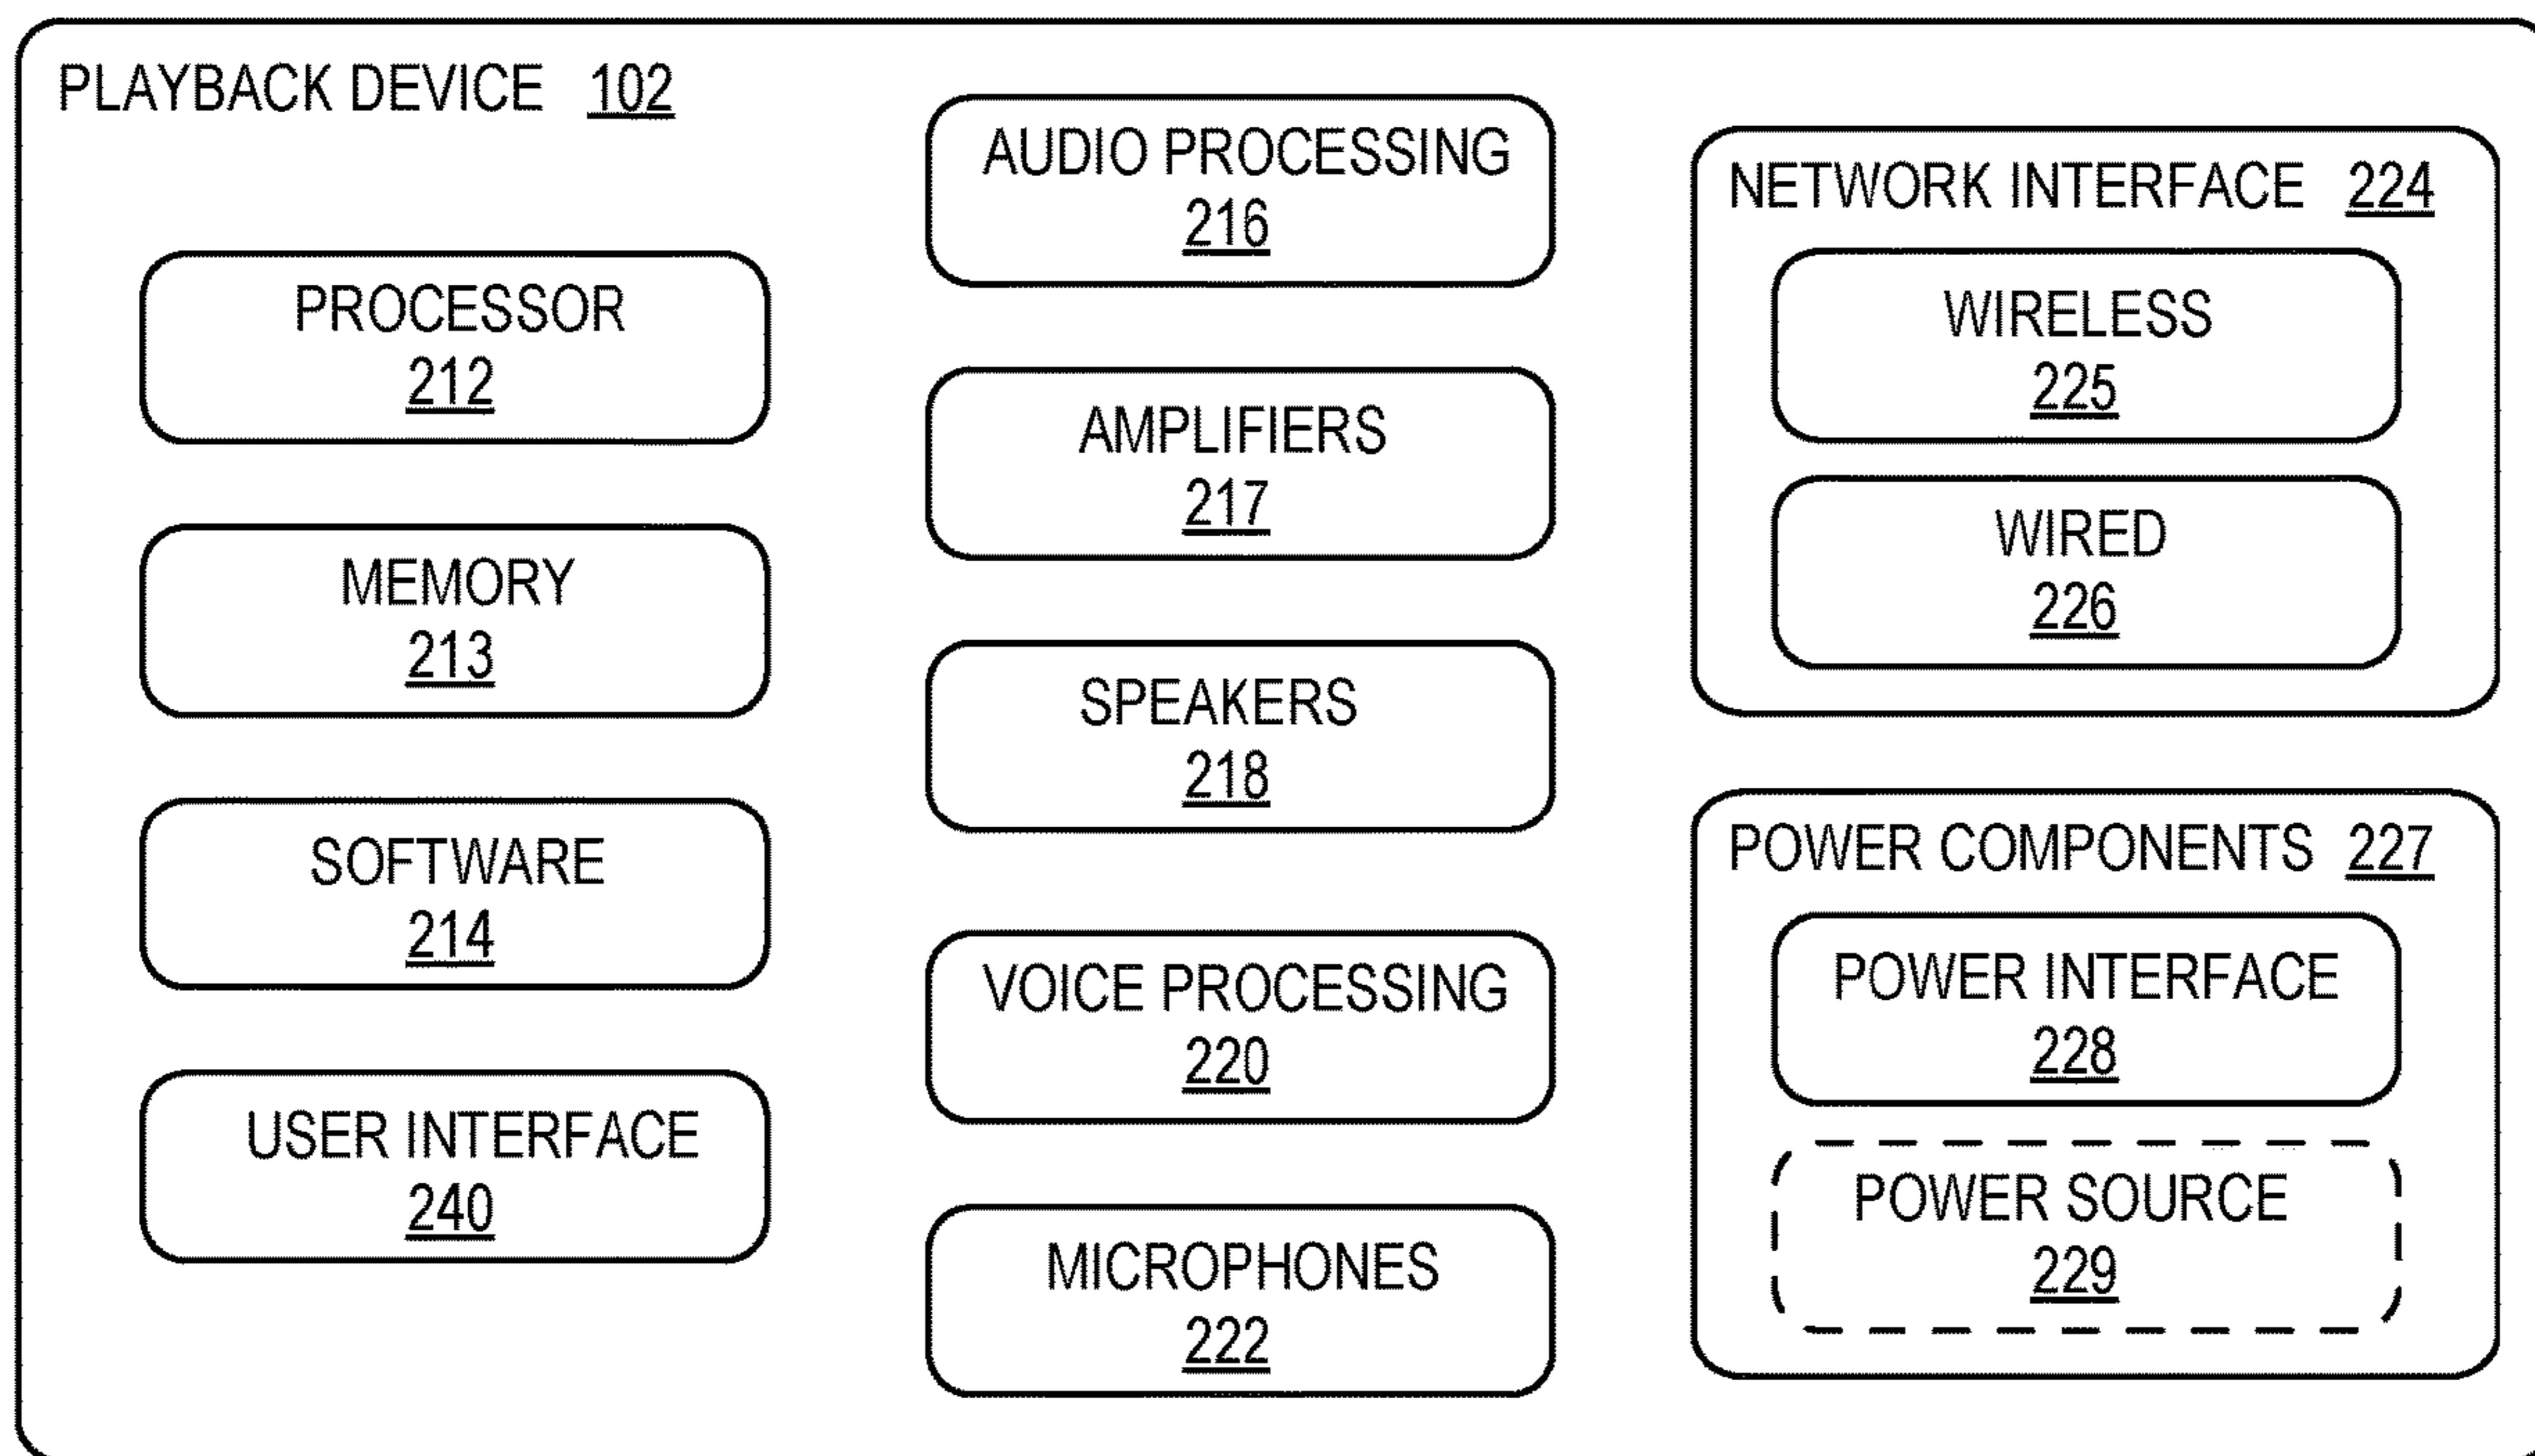 PLAYBACK DEVICE 102
PROCESSOR
212
MEMORY
213
SOFTWARE
214
USER INTERFACE
240
AUDIO PROCESSING
216
AMPLIFIERS
217
SPEAKERS
218
VOICE PROCESSING
220
MICROPHONES
222
NETWORK INTERFACE 224
WIRELESS
225
WIRED
226
POWER COMPONENTS 227
POWER INTERFACE
228
POWER SOURCE
229